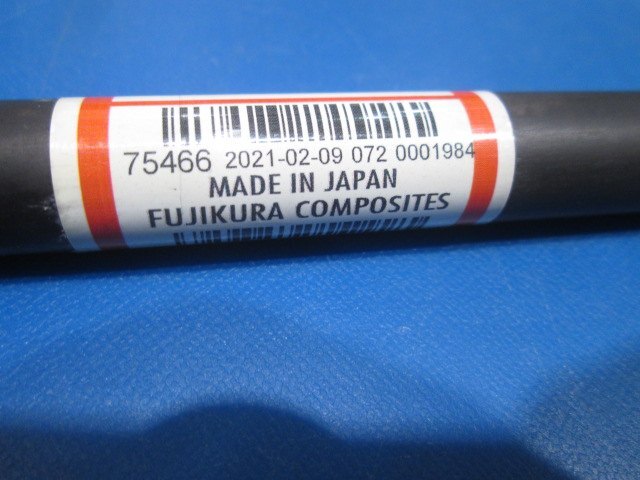 75466 2021-02-09 072 0001984
MADE IN JAPAN
FUJIKURA COMPOSITES